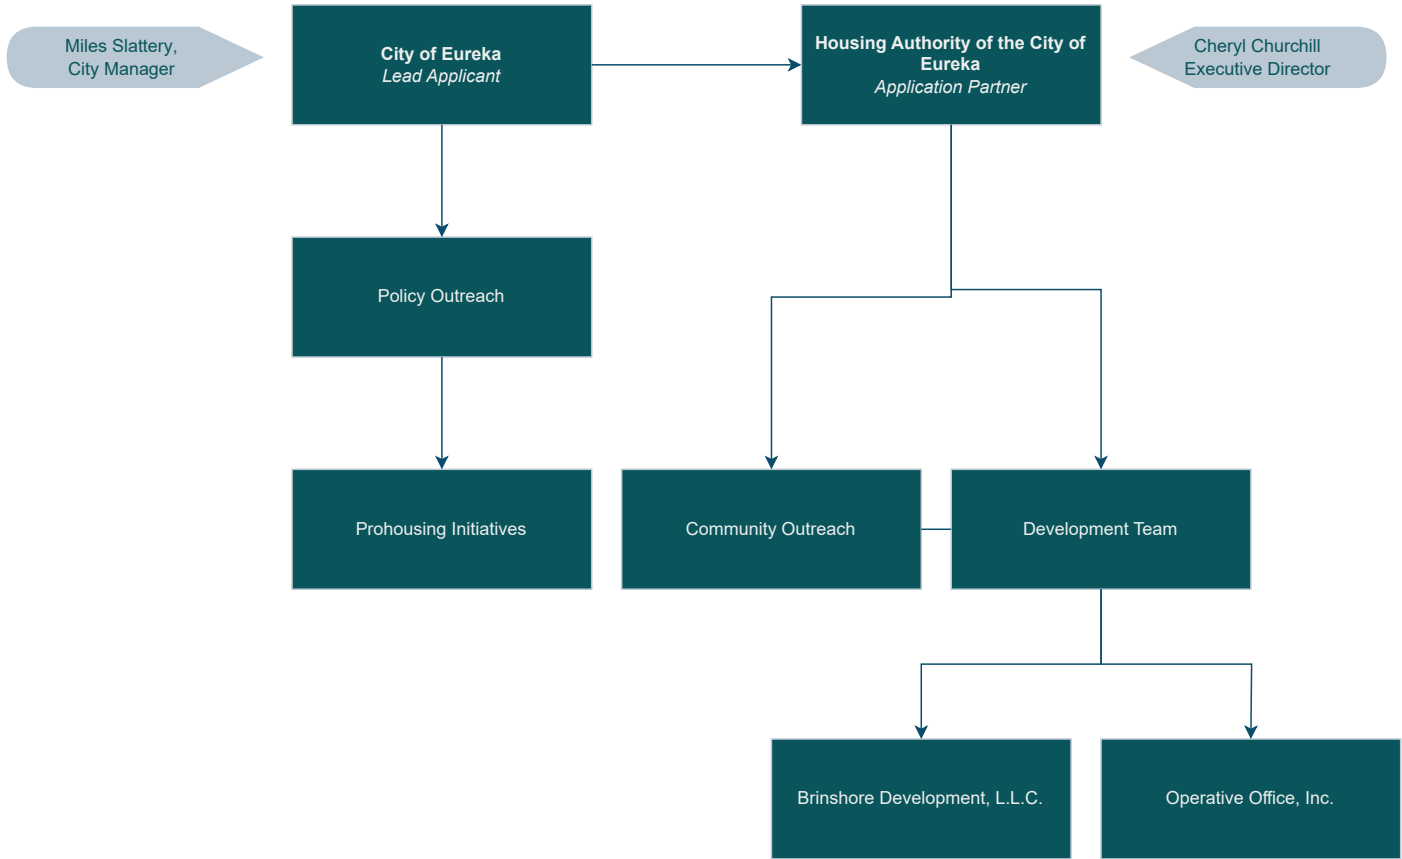 Miles Slattery,
City Manager
City of Eureka
Lead Applicant
Housing Authority of the City of
Eureka
Application Partner
Cheryl Churchill
Executive Director
Policy Outreach
Prohousing Initiatives
Community Outreach
Development Team
Brinshore Development, L.L.C.
Operative Office, Inc.